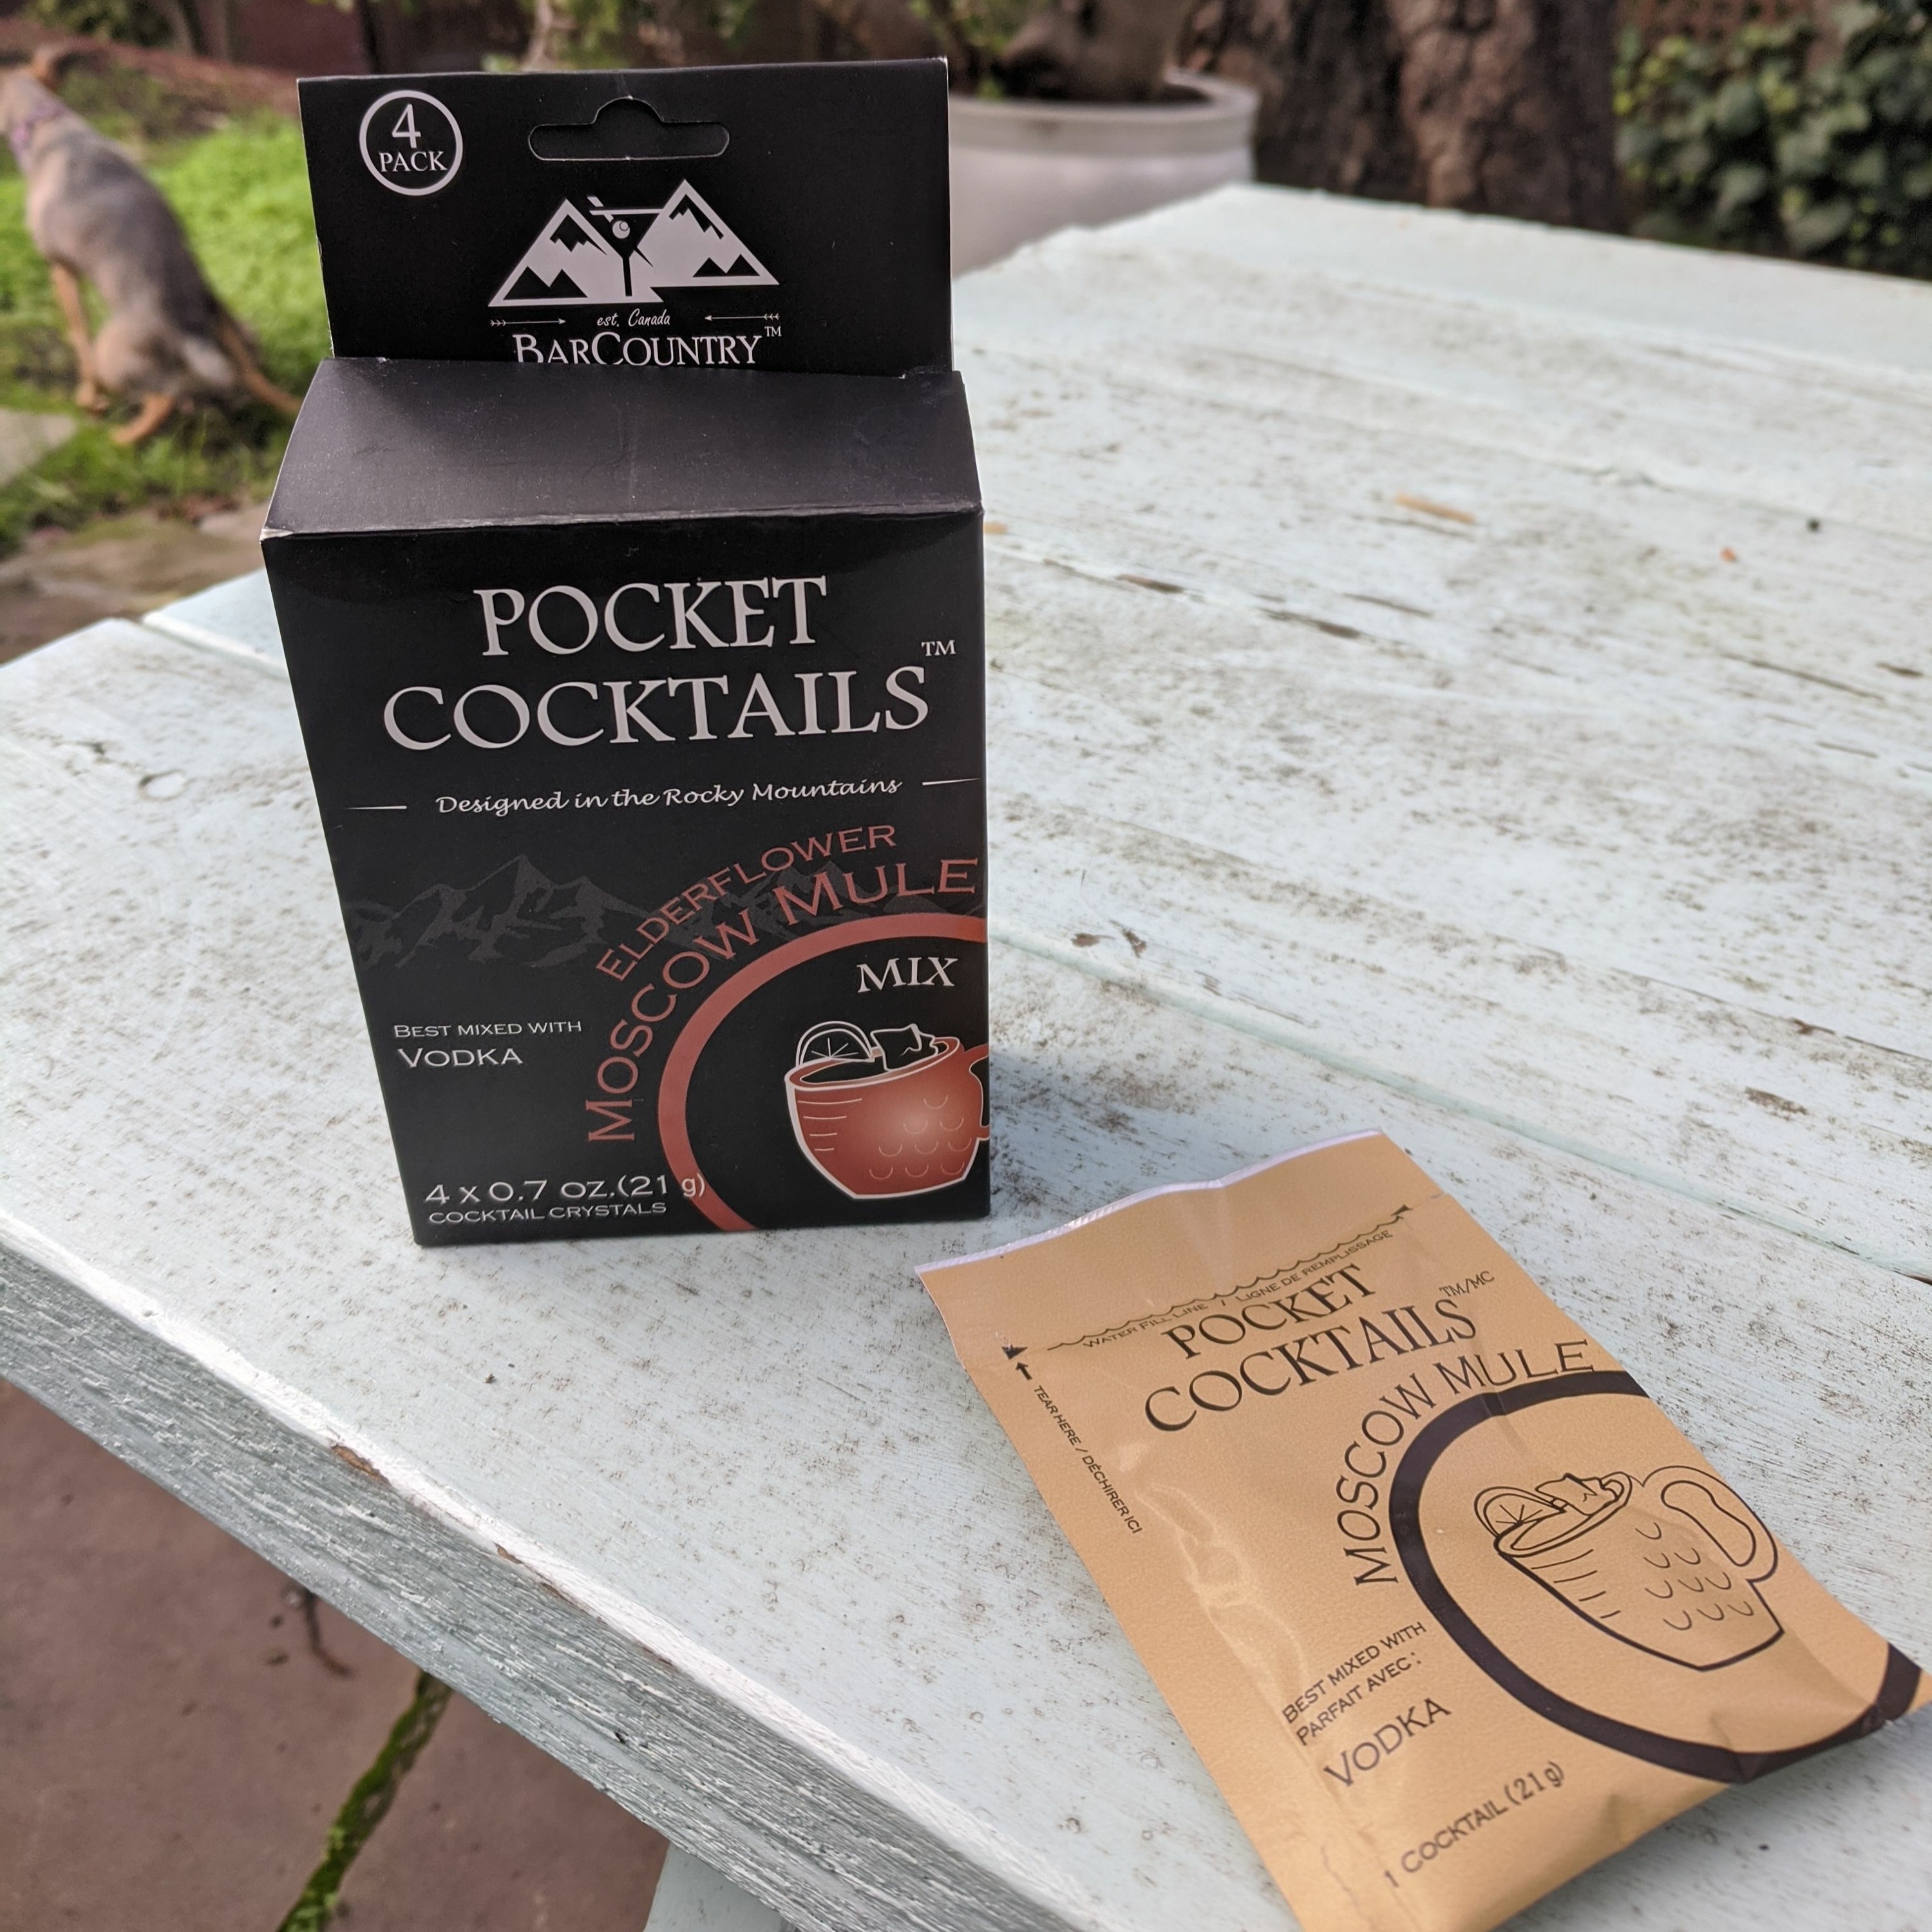 4
PACK
est. Canada
BARCOUNTRY™
POCKET
COCKTAILS™
Designed in the Rocky Mountains
ELDERFLOWER
MOSCOW MULE
MIX
BEST MIXED WITH
VODKA
4 x 0.7 oz.(21 g)
COCKTAIL CRYSTALS
WATER FILL LINE / LIGNE DE REMPLISSAGE
POCKET
COCKTAILS™/MC
TEAR HERE / DÉCHIRER ICI
MOSCOW MULE
BEST MIXED WITH
PARFAIT AVEC :
VODKA
1 COCKTAIL (21g)